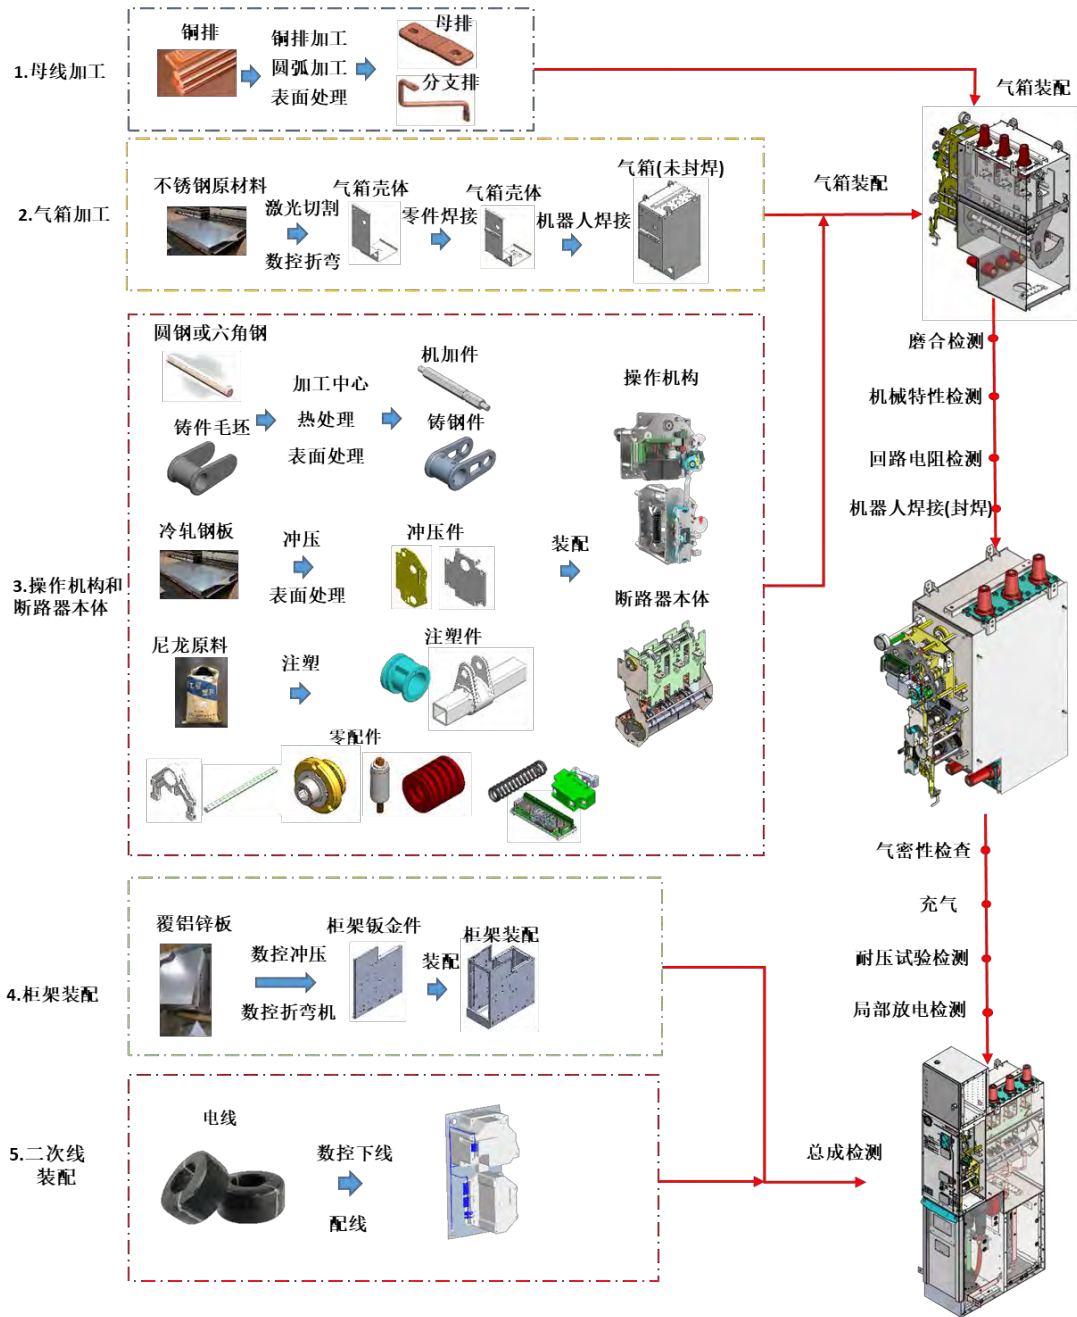 1.母线加工
铜排
铜排加工
圆弧加工
表面处理
母排
分支排
气箱装配
2.气箱加工
不锈钢原材料
激光切割
数控折弯
气箱壳体
零件焊接
气箱壳体
机器人焊接
气箱(未封焊)
气箱装配
磨合检测
机械特性检测
回路电阻检测
机器人焊接(封焊)
3.操作机构和
断路器本体
圆钢或六角钢
铸件毛坯
加工中心
热处理
表面处理
机加件
铸钢件
操作机构
冷轧钢板
冲压
表面处理
冲压件
装配
断路器本体
尼龙原料
注塑
注塑件
零配件
气密性检查
充气
耐压试验检测
局部放电检测
4.柜架装配
覆铝锌板
数控冲压
数控折弯机
柜架钣金件
装配
柜架装配
5.二次线
装配
电线
数控下线
配线
总成检测